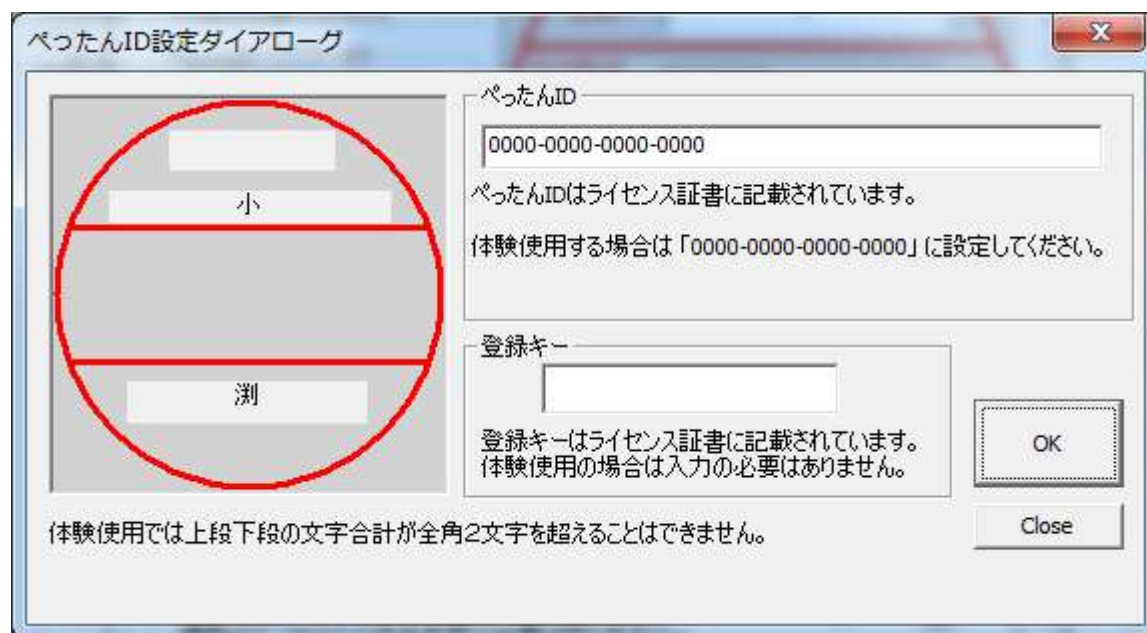 ぺったんID設定ダイアローグ
小
渕
ぺったんID
0000-0000-0000-0000
ぺったんIDはライセンス証書に記載されています。
体験使用する場合は「0000-0000-0000-0000」に設定してください。
登録キー
登録キーはライセンス証書に記載されています。
体験使用の場合は入力の必要はありません。
OK
Close
体験使用では上段下段の文字合計が全角2文字を超えることはできません。